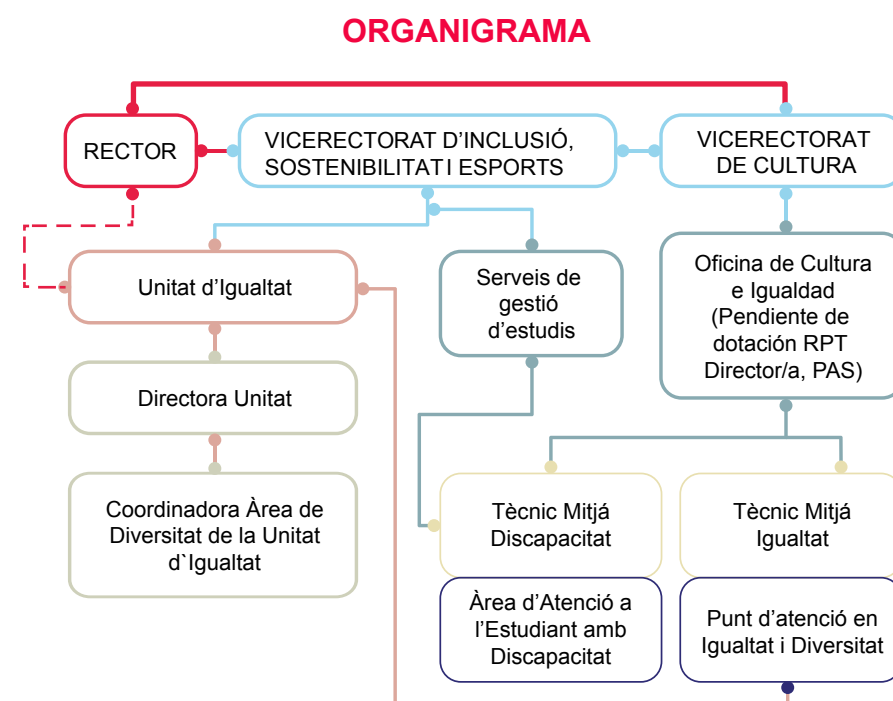 ORGANIGRAMA
RECTOR
VICERECTORAT D'INCLUSIÓ,
SOSTENIBILITAT I ESPORTS
VICERECTORAT
DE CULTURA
Unitat d'Igualtat
Serveis de
gestió
d'estudis
Oficina de Cultura
e Igualdad
(Pendiente de
dotación RPT
Director/a, PAS)
Directora Unitat
Coordinadora Àrea de
Diversitat de la Unitat
d`Igualtat
Tècnic Mitjá
Discapacitat
Tècnic Mitjá
Igualtat
Àrea d'Atenció a
l'Estudiant amb
Discapacitat
Punt d'atenció en
Igualtat i Diversitat